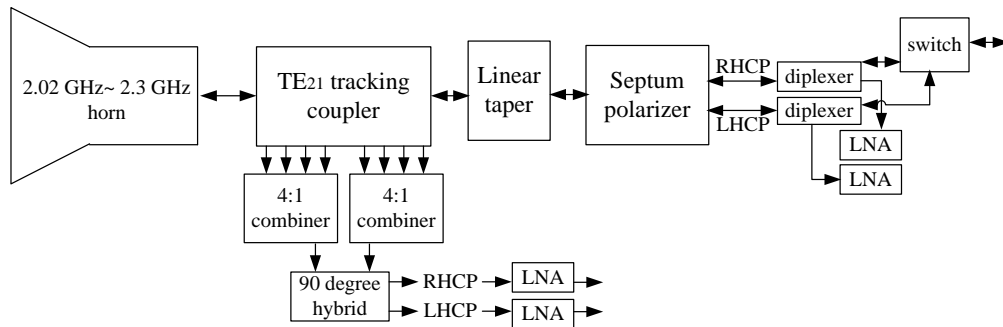 2.02 GHz~ 2.3 GHz
horn
TE21 tracking
coupler
Linear
taper
Septum
polarizer
RHCP
LHCP
diplexer
diplexer
switch
LNA
LNA
4:1
combiner
4:1
combiner
90 degree
hybrid
RHCP
LHCP
LNA
LNA